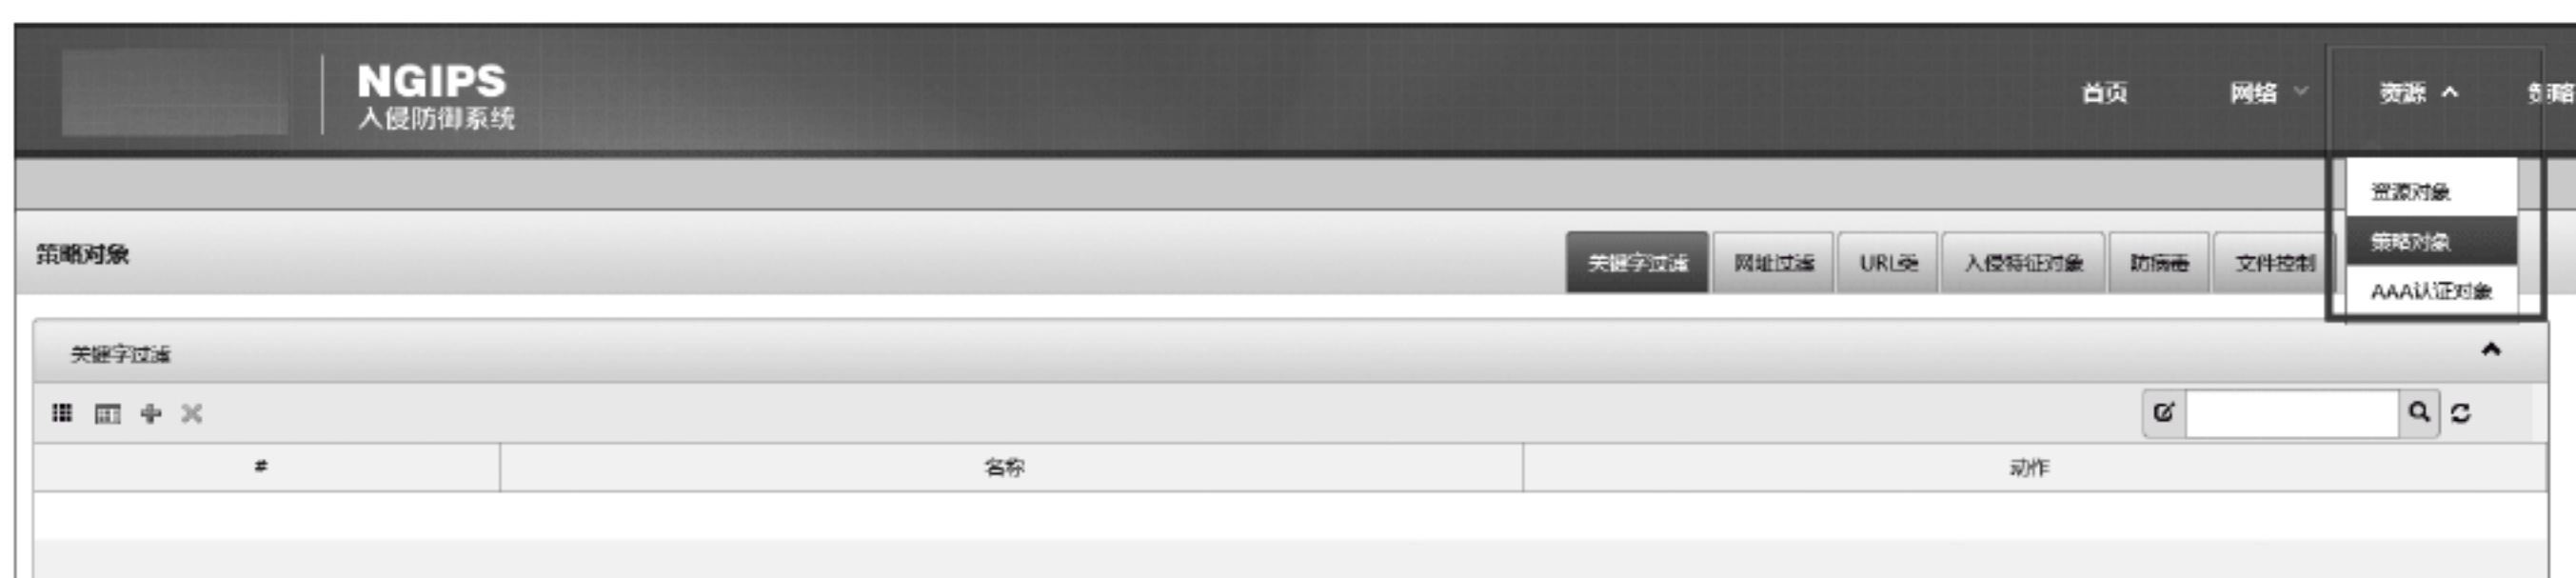 NGIPS
入侵防御系统
首页 网络 资源 策略
资源对象
策略对象
AAA认证对象
策略对象
关键字过滤 网址过滤 URL类 入侵特征对象 防病毒 文件控制
关键字过滤
# 名称 动作